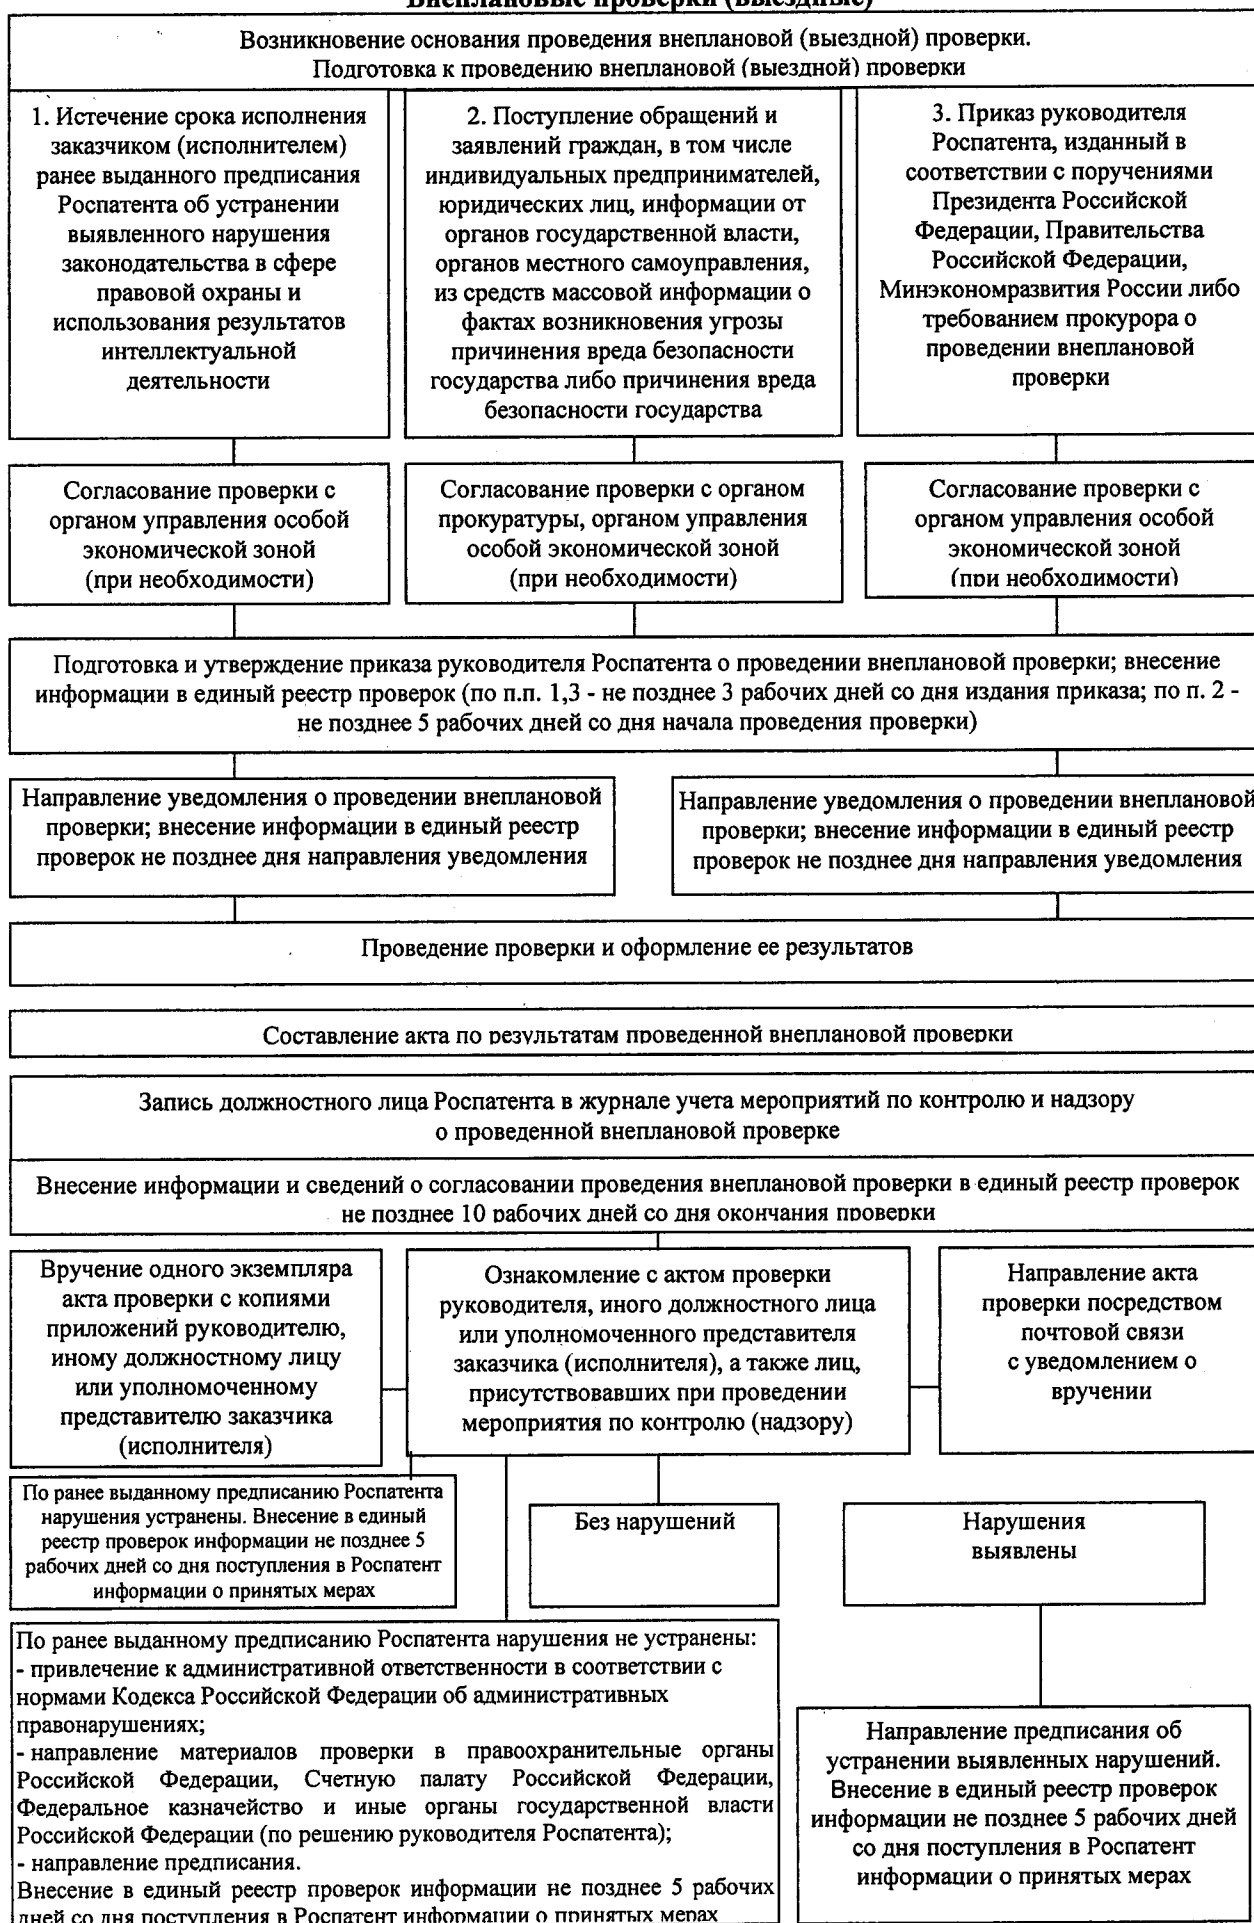 Внеплановые проверки (выездные)
Возникновение основания проведения внеплановой (выездной) проверки.
Подготовка к проведению внеплановой (выездной) проверки
1. Истечение срока исполнения
заказчиком (исполнителем)
ранее выданного предписания
Роспатента об устранении
выявленного нарушения
законодательства в сфере
правовой охраны и
использования результатов
интеллектуальной
деятельности
2. Поступление обращений и
заявлений граждан, в том числе
индивидуальных предпринимателей,
юридических лиц, информации от
органов государственной власти,
органов местного самоуправления,
из средств массовой информации о
фактах возникновения угрозы
причинения вреда безопасности
государства либо причинения вреда
безопасности государства
3. Приказ руководителя
Роспатента, изданный в
соответствии с поручениями
Президента Российской
Федерации, Правительства
Российской Федерации,
Минэкономразвития России либо
требованием прокурора о
проведении внеплановой
проверки
Согласование проверки с
органом управления особой
экономической зоной
(при необходимости)
Согласование проверки с органом
прокуратуры, органом управления
особой экономической зоной
(при необходимости)
Согласование проверки с
органом управления особой
экономической зоной
(при необходимости)
Подготовка и утверждение приказа руководителя Роспатента о проведении внеплановой проверки; внесение
информации в единый реестр проверок (по п.п. 1,3 - не позднее 3 рабочих дней со дня издания приказа; по п. 2 -
не позднее 5 рабочих дней со дня начала проведения проверки)
Направление уведомления о проведении внеплановой
проверки; внесение информации в единый реестр
проверок не позднее дня направления уведомления
Направление уведомления о проведении внеплановой
проверки; внесение информации в единый реестр
проверок не позднее дня направления уведомления
Проведение проверки и оформление ее результатов
Составление акта по результатам проведенной внеплановой проверки
Запись должностного лица Роспатента в журнале учета мероприятий по контролю и надзору
о проведенной внеплановой проверке
Внесение информации и сведений о согласовании проведения внеплановой проверки в единый реестр проверок
не позднее 10 рабочих дней со дня окончания проверки
Вручение одного экземпляра
акта проверки с копиями
приложений руководителю,
иному должностному лицу
или уполномоченному
представителю заказчика
(исполнителя)
Ознакомление с актом проверки
руководителя, иного должностного лица
или уполномоченного представителя
заказчика (исполнителя), а также лиц,
присутствовавших при проведении
мероприятия по контролю (надзору)
Направление акта
проверки посредством
почтовой связи
с уведомлением о
вручении
По ранее выданному предписанию Роспатента
нарушения устранены. Внесение в единый
реестр проверок информации не позднее 5
рабочих дней со дня поступления в Роспатент
информации о принятых мерах
Без нарушений
Нарушения
выявлены
По ранее выданному предписанию Роспатента нарушения не устранены:
- привлечение к административной ответственности в соответствии с
нормами Кодекса Российской Федерации об административных
правонарушениях;
- направление материалов проверки в правоохранительные органы
Российской Федерации, Счетную палату Российской Федерации,
Федеральное казначейство и иные органы государственной власти
Российской Федерации (по решению руководителя Роспатента);
- направление предписания.
Внесение в единый реестр проверок информации не позднее 5 рабочих
дней со дня поступления в Роспатент информации о принятых мерах
Направление предписания об
устранении выявленных нарушений.
Внесение в единый реестр проверок
информации не позднее 5 рабочих дней
со дня поступления в Роспатент
информации о принятых мерах